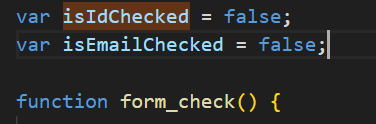 var isIdChecked = false;
var isEmailChecked = false;
function form_check() {